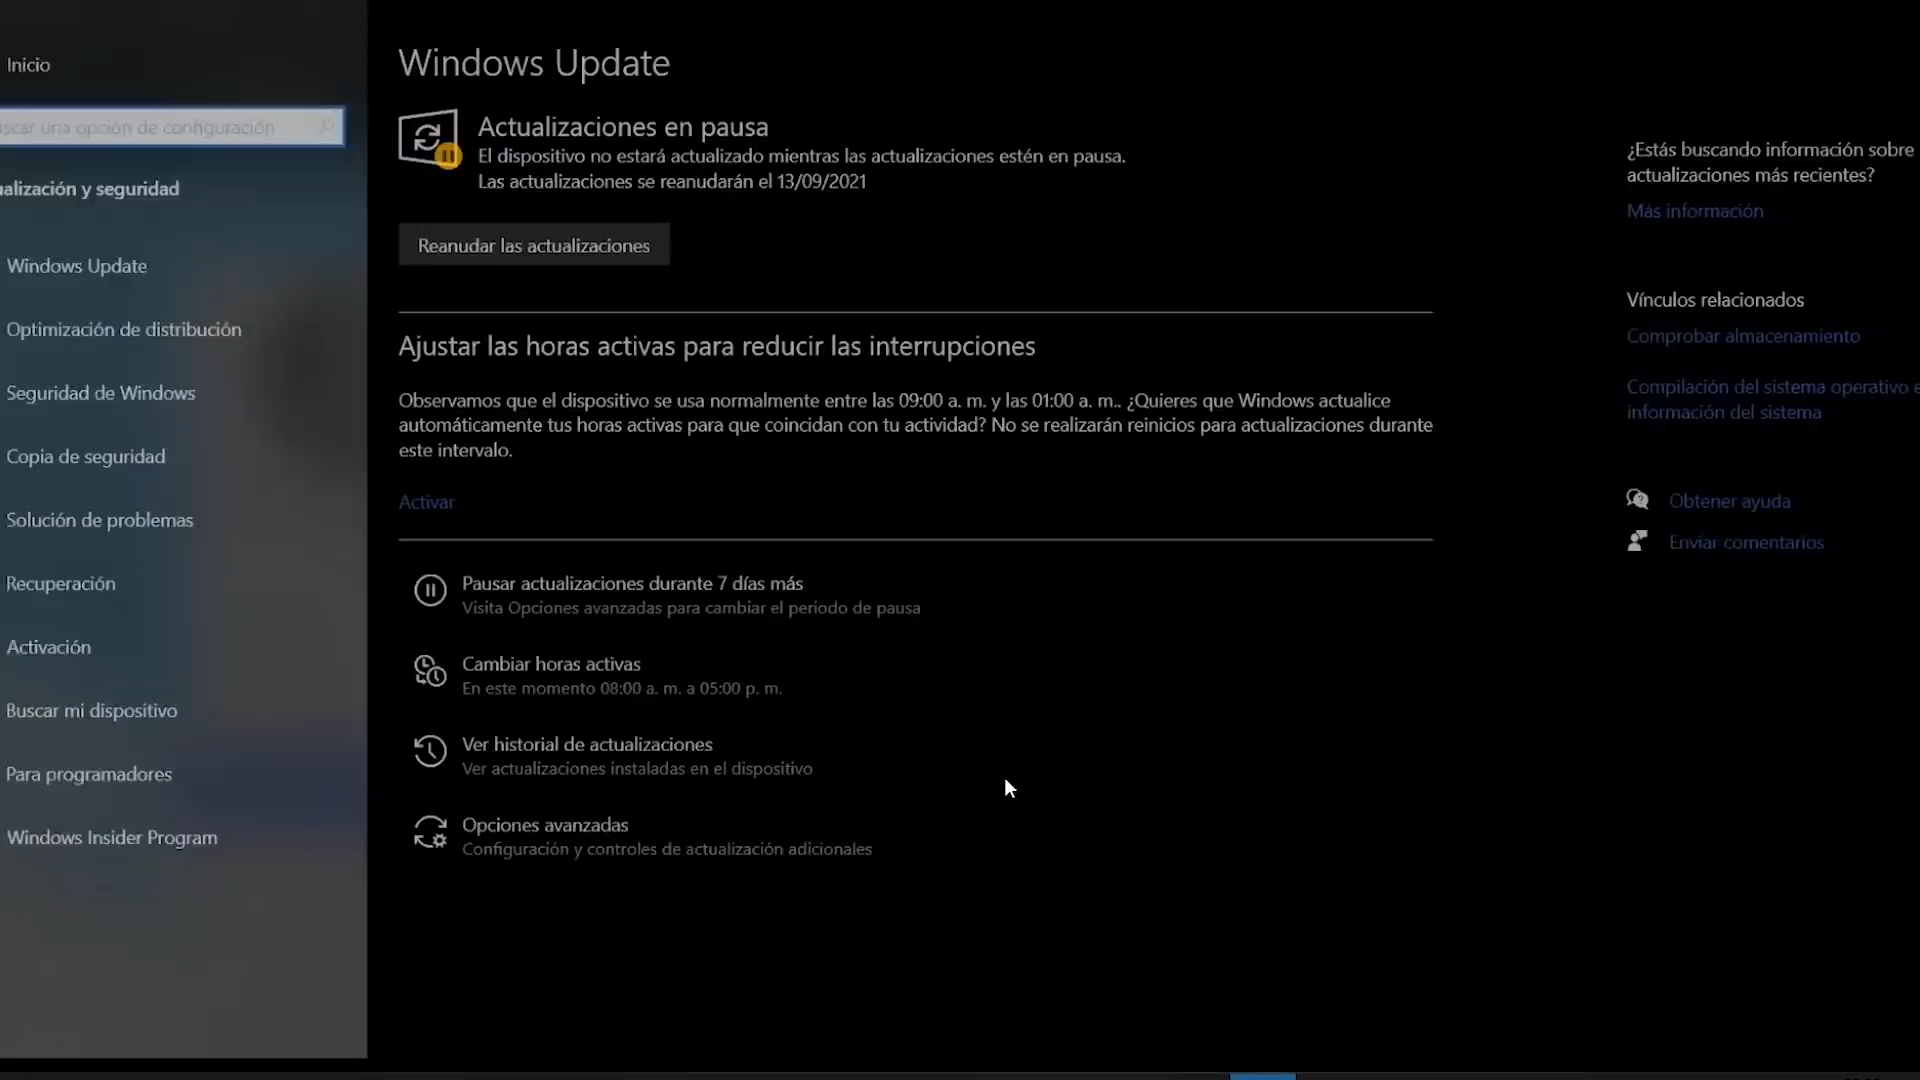 Inicio
scar una opción de configuración
ualización y seguridad
Windows Update
Optimización de distribución
Seguridad de Windows
Copia de seguridad
Solución de problemas
Recuperación
Activación
Buscar mi dispositivo
Para programadores
Windows Insider Program
Windows Update
Actualizaciones en pausa
El dispositivo no estará actualizado mientras las actualizaciones estén en pausa.
Las actualizaciones se reanudarán el 13/09/2021
Reanudar las actualizaciones
Ajustar las horas activas para reducir las interrupciones
Observamos que el dispositivo se usa normalmente entre las 09:00 a. m. y las 01:00 a. m.. ¿Quieres que Windows actualice
automáticamente tus horas activas para que coincidan con tu actividad? No se realizarán reinicios para actualizaciones durante
este intervalo.
Activar
Pausar actualizaciones durante 7 días más
Visita Opciones avanzadas para cambiar el periodo de pausa
Cambiar horas activas
En este momento 08:00 a. m. a 05:00 p. m.
Ver historial de actualizaciones
Ver actualizaciones instaladas en el dispositivo
Opciones avanzadas
Configuración y controles de actualización adicionales
¿Estás buscando información sobre
actualizaciones más recientes?
Más información
Vínculos relacionados
Comprobar almacenamiento
Compilación del sistema operativo e
información del sistema
Obtener ayuda
Enviar comentarios